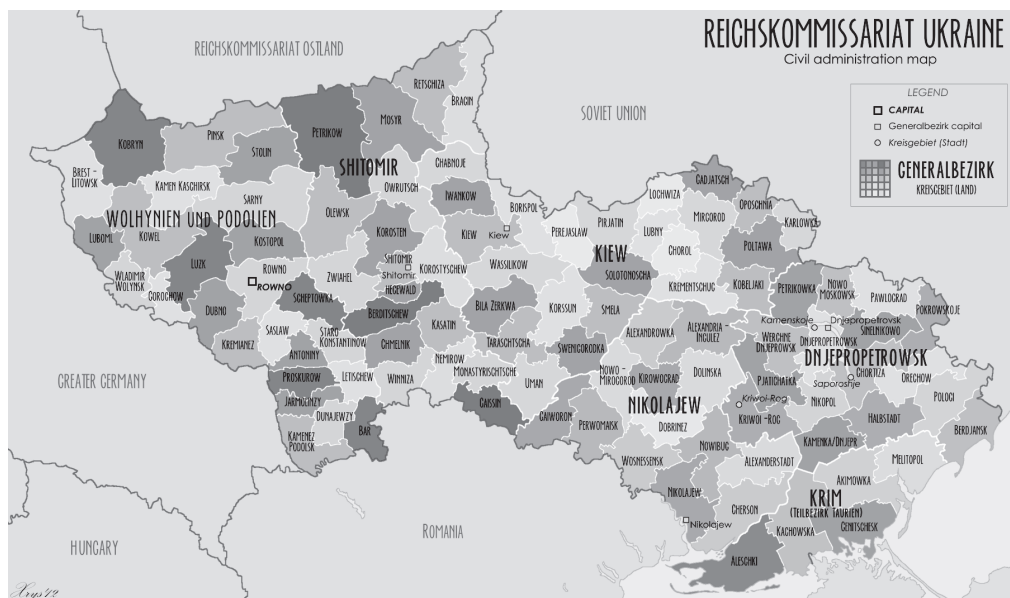 REICHSKOMMISSARIAT UKRAINE
Civil administration map
LEGEND
CAPITAL
Generalbezirk capital
Kreisgebiet (Stadt)
GENERALBEZIRK
KREISGEBIET (LAND)
REICHSKOMMISSARIAT OSTLAND
SOVIET UNION
GREATER GERMANY
HUNGARY
ROMANIA
RETSCHIZA
BRAGIN
MOSYR
PETRIKOW
KOBRYN
PINSK
STOLIN
BREST -
LITOWSK
KAMEN KASCHIRSK
SARNY
SHITOMIR
CHABNOJE
OWRUTSCH
IWANKOW
OLEWSK
WOLHYNIEN UND PODOLIEN
LUBOML
KOWEL
KOSTOPOL
KOROSTEN
KIEW
Kiew
BORISPOL
PEREJASLAW
PIRJATIN
LOCHWIZA
GADJATSCH
OPOSCHNJA
MIRGOROD
LUBNY
CHOROL
KARLOWKA
POLTAWA
KIEW
SOLOTONOSCHA
KREMENTSCHUG
KOBELJAKI
LUZK
WLADIMIR
WOLYNSK
GOROCHOW
ROWNO
ROWNO
ZWIAHEL
SHITOMIR
Shitomir
HEGEWALD
KOROSTYSCHEW
WASSILIKOW
SCHEPTOWKA
DUBNO
BERDITSCHEW
BILA ZERKWA
KORSSUN
SMELA
KREMIANEZ
SASLAW
STARO
KONSTANTINOW
ANTONINY
CHMELNIK
KASATIN
TARASCHTSCHA
SWENIGORODKA
ALEXANDROWKA
ALEXANDRIA -
INGULEZ
PETRIKOWKA
NOWO
MOSKOWSK
PAWLOGRAD
POKROWSKOJE
Kamenskoje
Dnjepropetrovsk
SINELNIKOWO
WERCHNE
DNJEPROWSK
DNJEPROPETROWSK
DNJEPROPETROWSK
PROSKUROW
LETISCHEW
WINNIZA
NEMIROW
MONASTYRISCHTSCHE
UMAN
NOWO -
MIROGOROD
KIROWOGRAD
DOLINSKA
PJATICHATKA
Saporoshje
CHORTIZA
ORECHOW
JARMOLINZY
DUNAJEWZY
KAMENEZ
PODOLSK
BAR
GAISSIN
GAIWORON
PERWOMAISK
NIKOLAJEW
DOBRINEZ
Kriwoi-Rog
KRIWOI -ROG
NIKOPOL
HALBSTADT
POLOGI
BERDJANSK
WOSNESSENSK
NOWIBUG
KAMENKA/DNJEPR
ALEXANDERSTADT
MELITOPOL
AKIMOWKA
NIKOLAJEW
Nikolajew
CHERSON
KRIM
(TEILBEZIRK TAURIEN)
KACHOWSKA
GENITSCHESK
ALESCHKI
Xrys'12